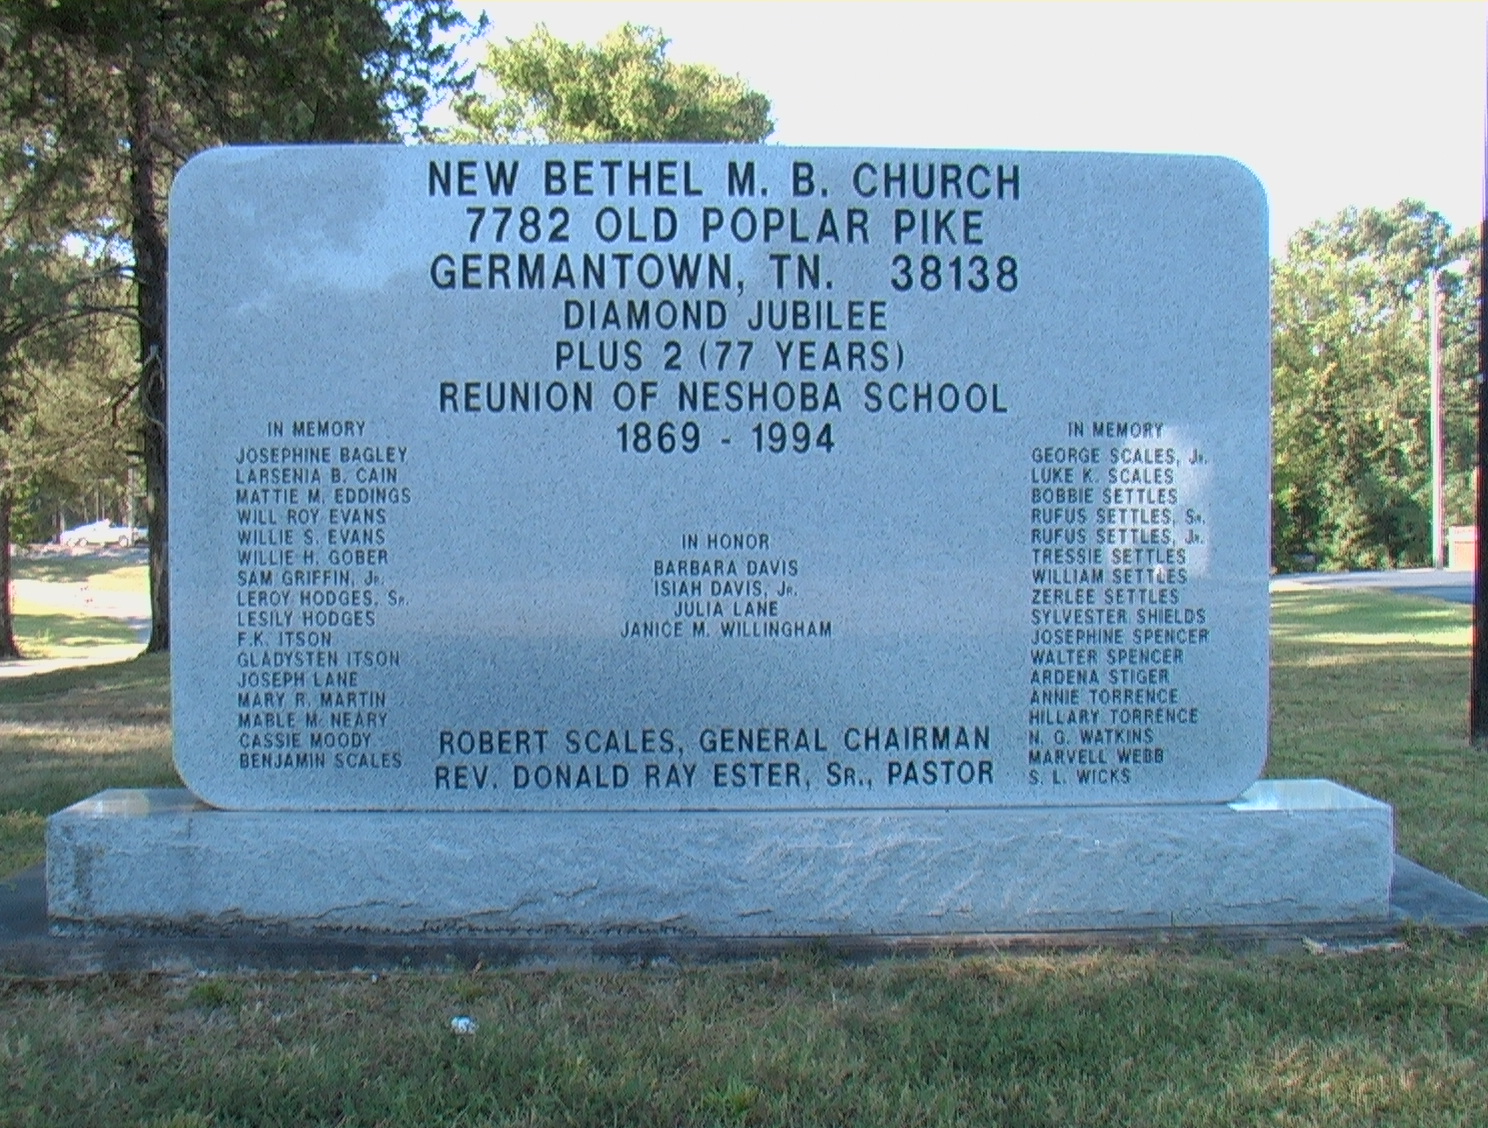 NEW BETHEL M. B. CHURCH
7782 OLD POPLAR PIKE
GERMANTOWN, TN. 38138
DIAMOND JUBILEE
PLUS 2 (77 YEARS)
REUNION OF NESHOBA SCHOOL
1869 - 1994
IN MEMORY
JOSEPHINE BAGLEY
LARSENIA B. CAIN
MATTIE M. EDDINGS
WILL ROY EVANS
WILLIE S. EVANS
WILLIE H. GOBER
SAM GRIFFIN, JR.
LEROY HODGES, SR.
LESILY HODGES
F.K. ITSON
GLADYSTEN ITSON
JOSEPH LANE
MARY R. MARTIN
MABLE M. NEARY
CASSIE MOODY
BENJAMIN SCALES
IN HONOR
BARBARA DAVIS
ISIAH DAVIS, JR.
JULIA LANE
JANICE M. WILLINGHAM
ROBERT SCALES, GENERAL CHAIRMAN
REV. DONALD RAY ESTER, SR., PASTOR
IN MEMORY
GEORGE SCALES, JR.
LUKE K. SCALES
BOBBIE SETTLES
RUFUS SETTLES, SR.
RUFUS SETTLES, JR.
TRESSIE SETTLES
WILLIAM SETTLES
ZERLEE SETTLES
SYLVESTER SHIELDS
JOSEPHINE SPENCER
WALTER SPENCER
ARDENA STIGER
ANNIE TORRENCE
HILLARY TORRENCE
N. G. WATKINS
MARVELL WEBB
S. L. WICKS